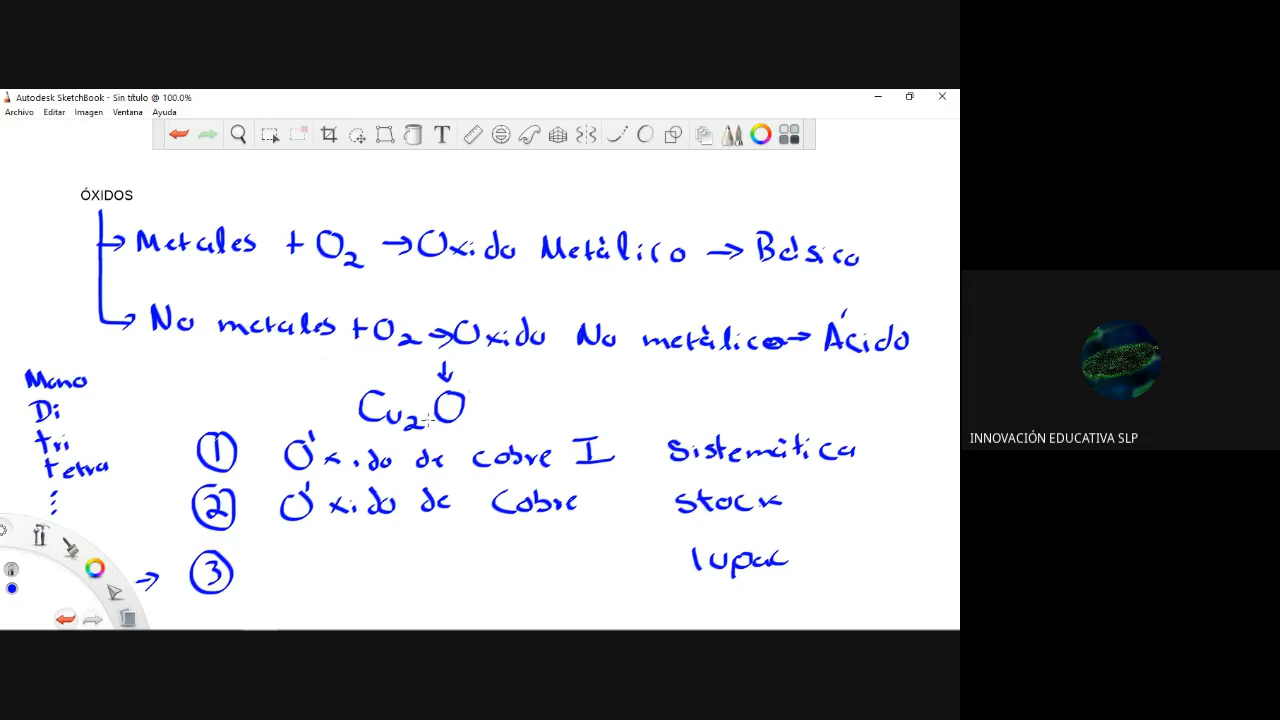 Autodesk SketchBook - Sin título @ 100.0%
Archivo Editar Imagen Ventana Ayuda
ÓXIDOS
Metales + O2 → Oxido Metálico → Básico
No metales + O2 → Oxido No metálico → Ácido
↓
Mono
Di
tri
tetra
⋮
Cu2O
1 Óxido de cobre I Sistemática
2 Óxido de Cobre Stock
→ 3 Iupac
INNOVACIÓN EDUCATIVA SLP